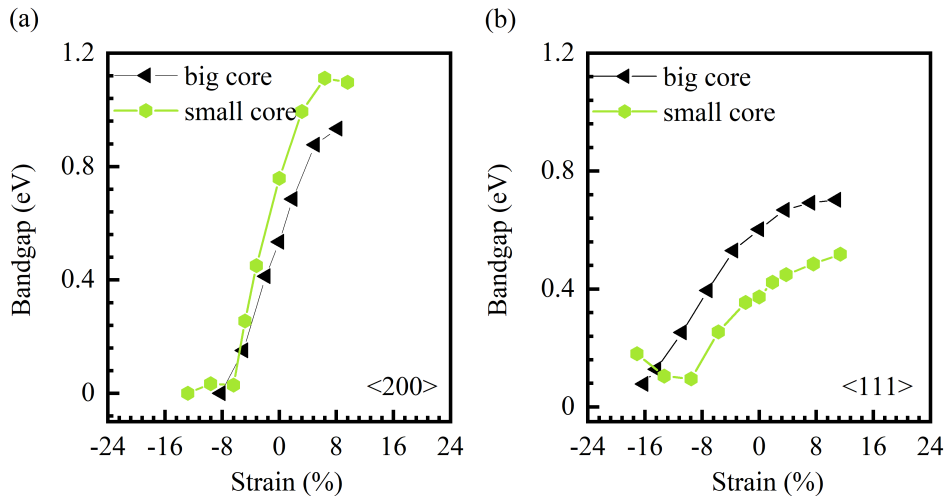 (a)
1.2
0.8
0.4
0
Bandgap (eV)
big core
small core
<200>
-24 -16 -8 0 8 16 24
Strain (%)
(b)
1.2
0.8
0.4
0
Bandgap (eV)
big core
small core
<111>
-24 -16 -8 0 8 16 24
Strain (%)